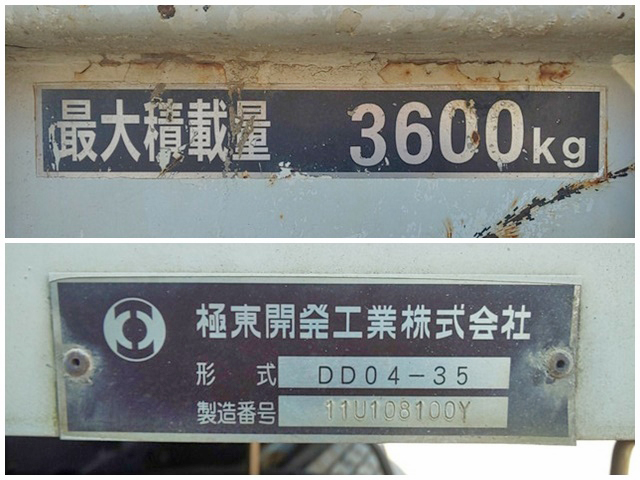 最大積載量 3600kg
極東開発工業株式会社
形式 DD04-35
製造番号 11U108100Y